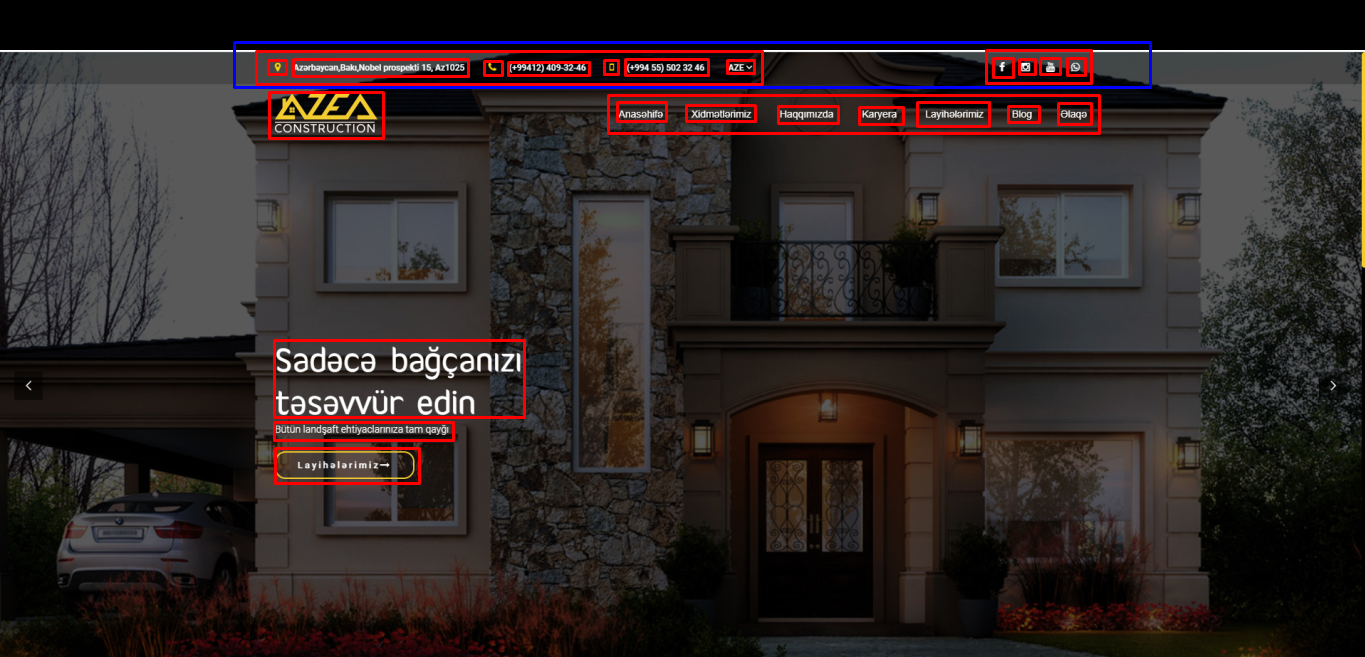 Azərbaycan,Bakı,Nobel prospekti 15, Az1025 (+99412) 409-32-46 (+994 55) 502 32 46 AZE
AZEA
CONSTRUCTION
Anasəhifə Xidmətlərimiz Haqqımızda Karyera Layihələrimiz Blog Əlaqə
Sadəcə bağçanızı
təsəvvür edin
Bütün landşaft ehtiyaclarınıza tam qayğı
Layihələrimiz